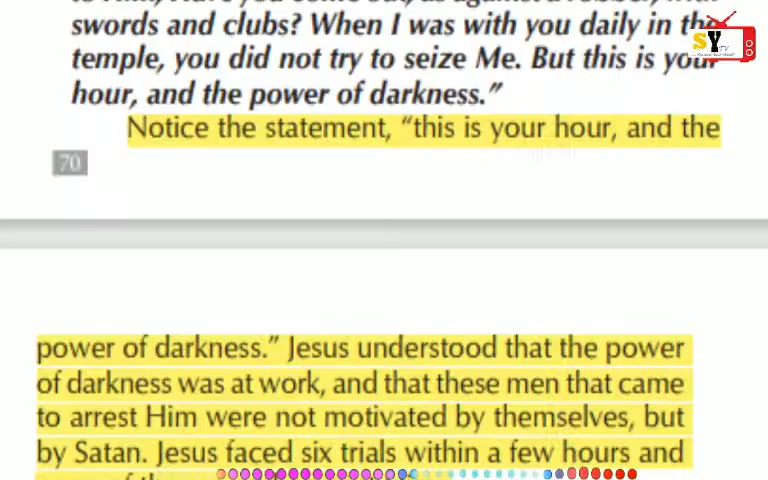 swords and clubs? When I was with you daily in the
temple, you did not try to seize Me. But this is your
hour, and the power of darkness.”
Notice the statement, “this is your hour, and the
70
power of darkness.” Jesus understood that the power
of darkness was at work, and that these men that came
to arrest Him were not motivated by themselves, but
by Satan. Jesus faced six trials within a few hours and
SY TV